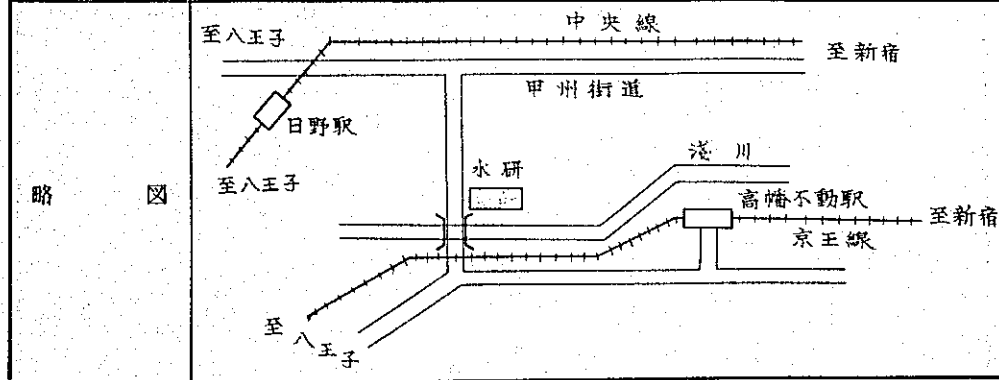 略図
至八王子
中央線
至新宿
甲州街道
日野駅
至八王子
水研
浅川
高幡不動駅
至新宿
京王線
至八王子